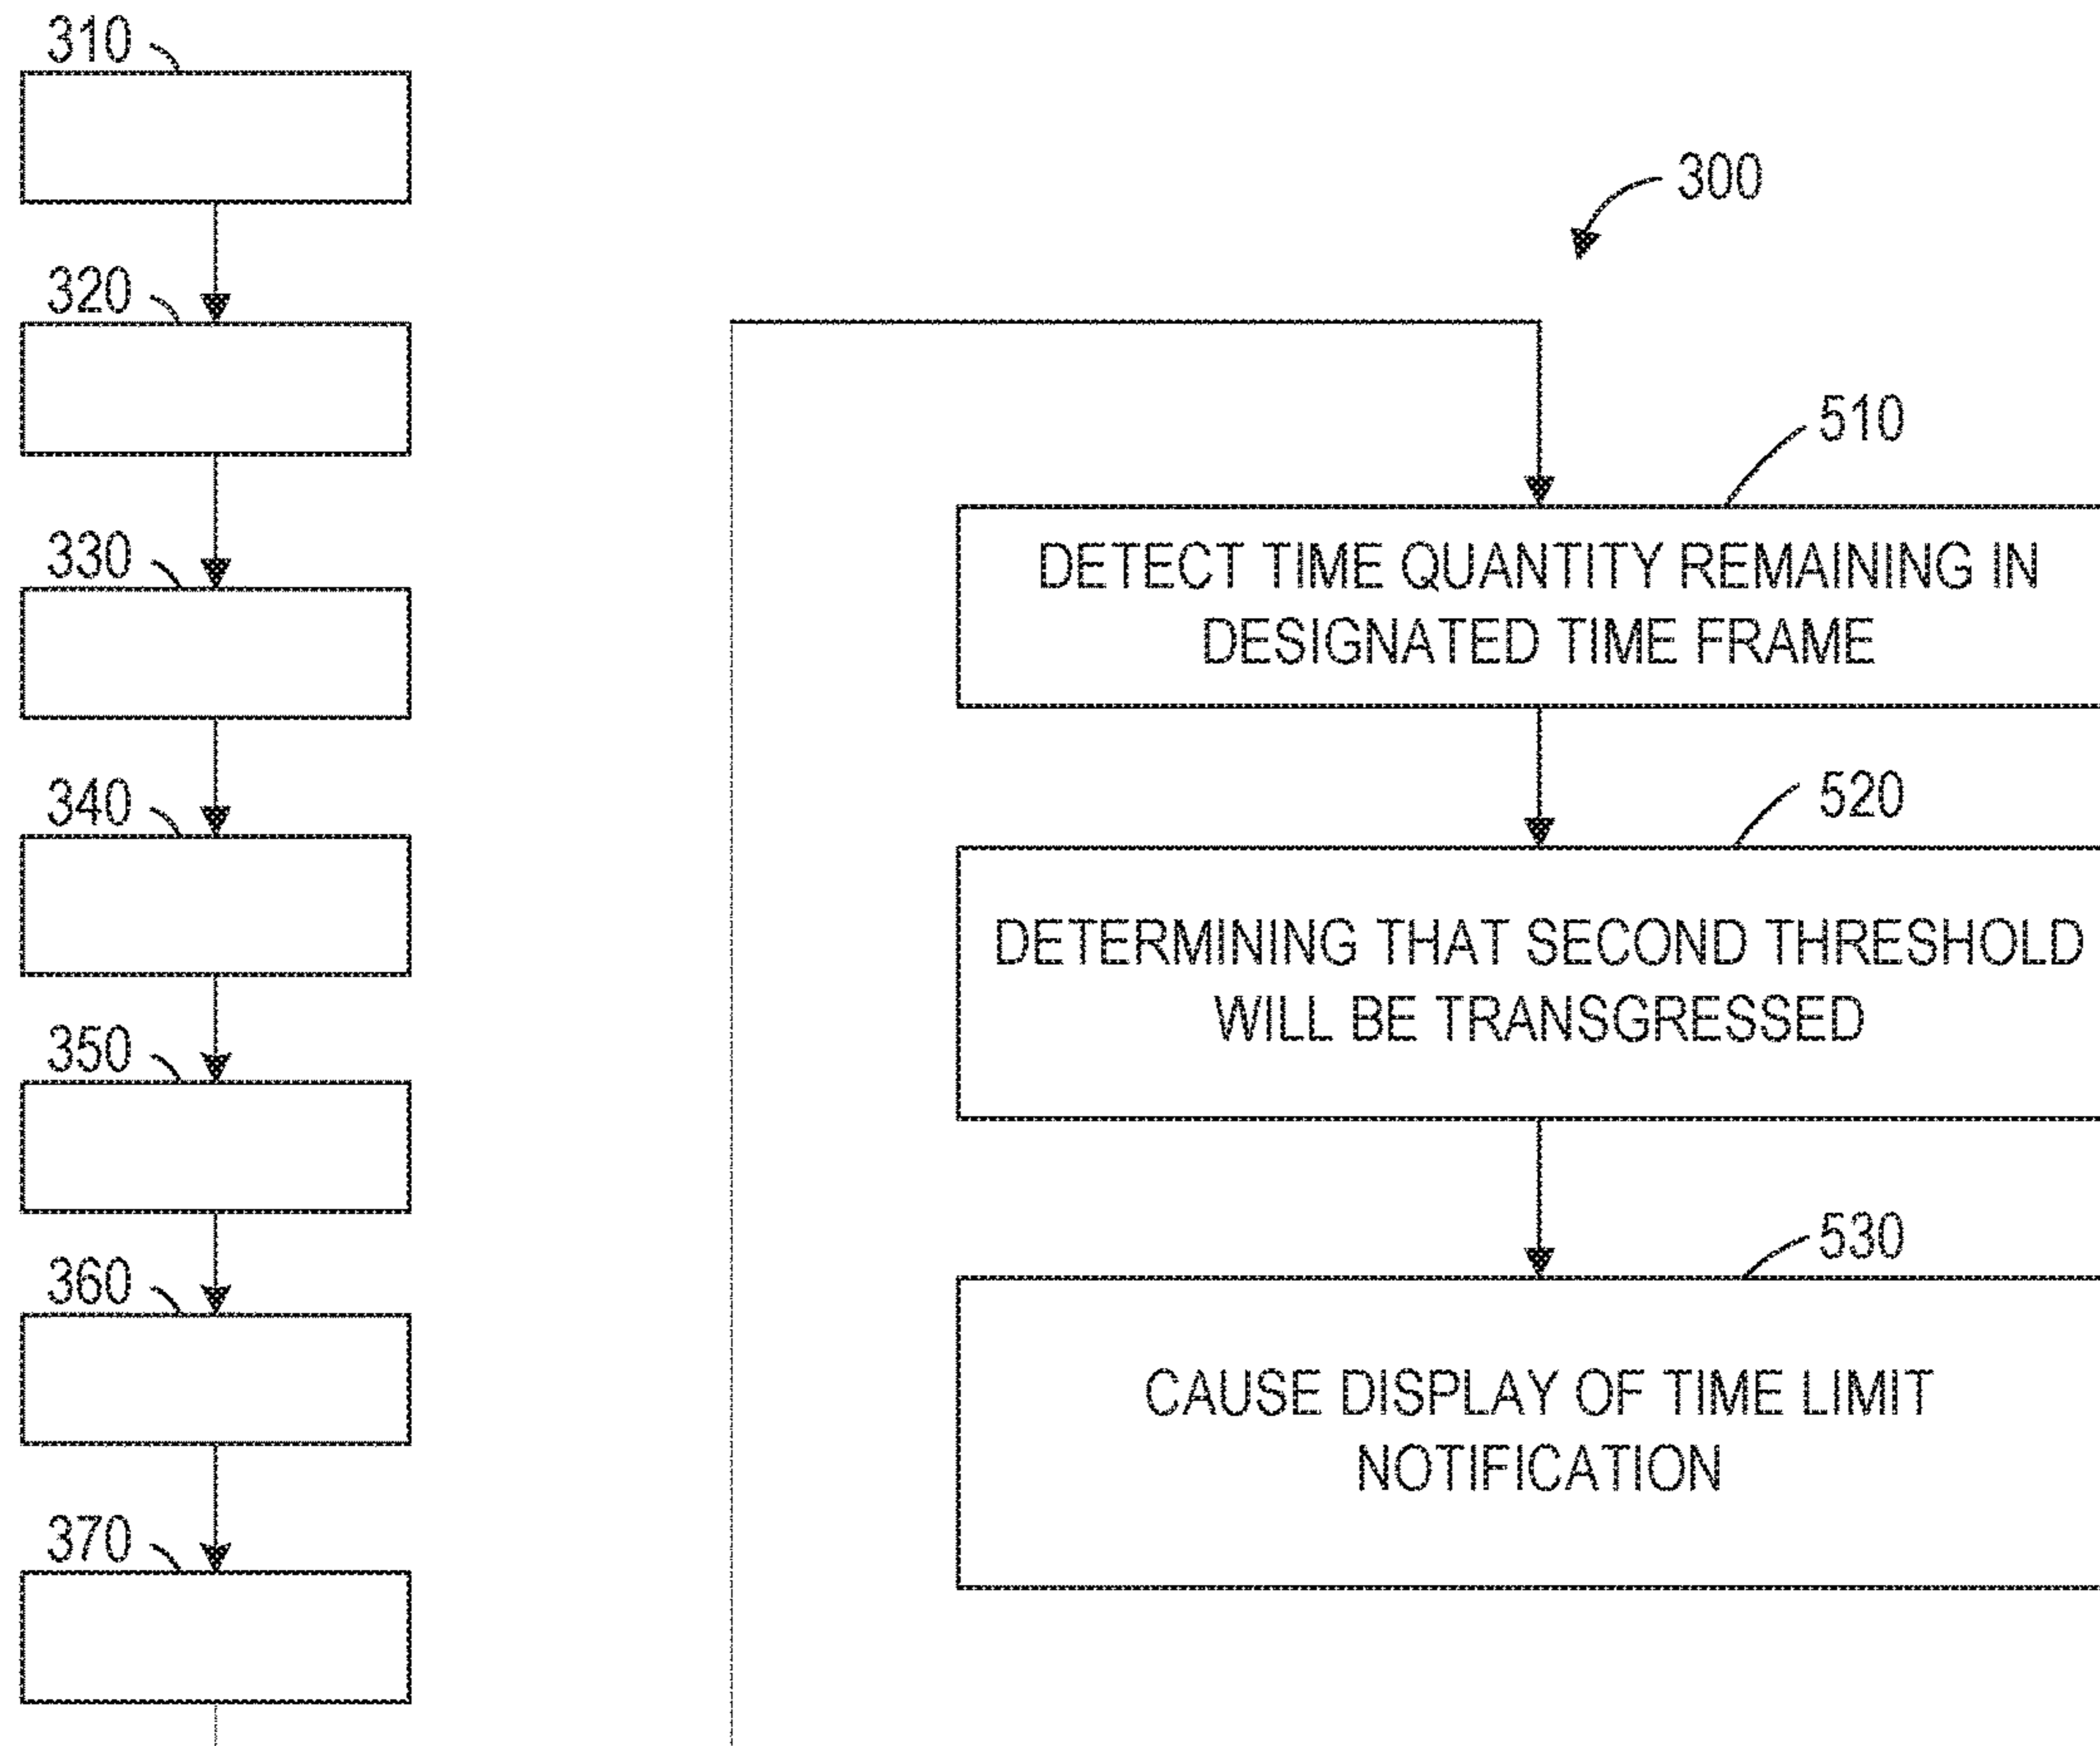 310
320
330
340
350
360
370
300
510
DETECT TIME QUANTITY REMAINING IN
DESIGNATED TIME FRAME
520
DETERMINING THAT SECOND THRESHOLD
WILL BE TRANSGRESSED
530
CAUSE DISPLAY OF TIME LIMIT
NOTIFICATION